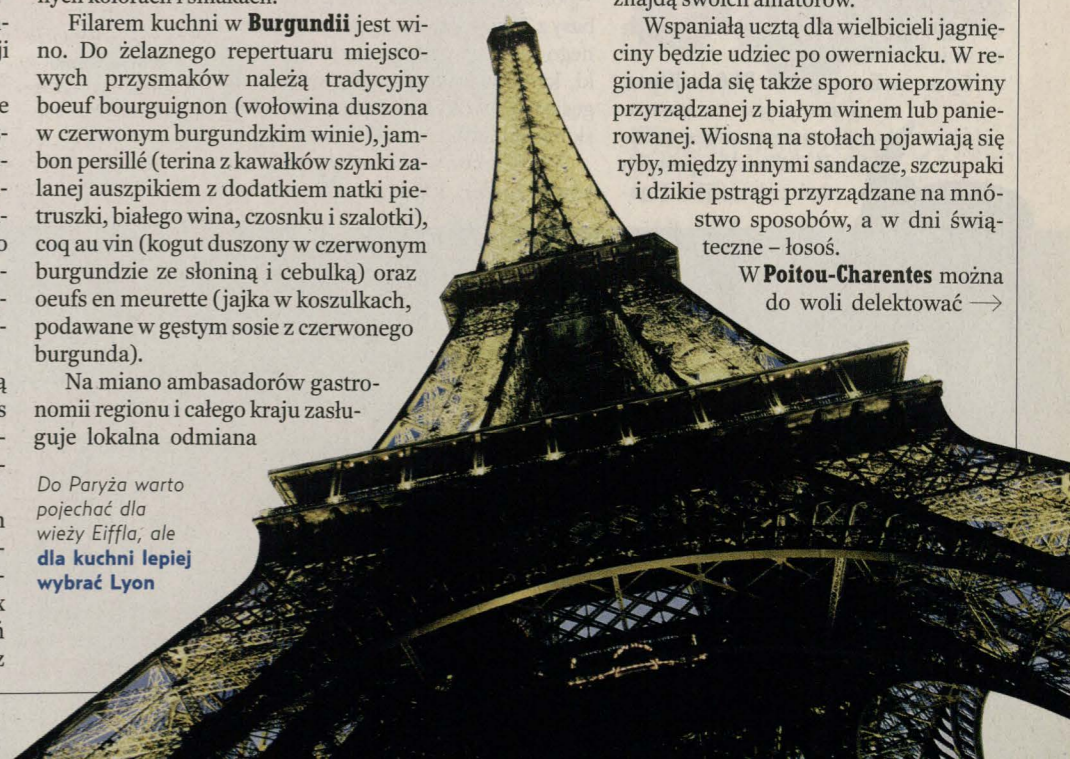 nych kolorach i smakach.
Filarem kuchni w Burgundii jest wi-
no. Do żelaznego repertuaru miejsco-
wych przysmaków należą tradycyjny
boeuf bourguignon (wołowina duszona
w czerwonym burgundzkim winie), jam-
bon persillé (terina z kawałków szynki za-
lanej auszpikiem z dodatkiem natki pie-
truszki, białego wina, czosnku i szalotki),
coq au vin (kogut duszony w czerwonym
burgundzie ze słoniną i cebulką) oraz
oeufs en meurette (jajka w koszulkach,
podawane w gęstym sosie z czerwonego
burgunda).
Na miano ambasadorów gastro-
nomii regionu i całego kraju zasłu-
guje lokalna odmiana
Do Paryża warto
pojechać dla
wieży Eiffla, ale
dla kuchni lepiej
wybrać Lyon
znajdą swoich amatorów.
Wspaniałą ucztą dla wielbicieli jagnię-
ciny będzie udziec po owerniacku. W re-
gionie jada się także sporo wieprzowiny
przyrządzanej z białym winem lub panie-
rowanej. Wiosną na stołach pojawiają się
ryby, między innymi sandacze, szczupaki
i dzikie pstrągi przyrządzane na mnó-
stwo sposobów, a w dni świą-
teczne – łosoś.
W Poitou-Charentes można
do woli delektować →